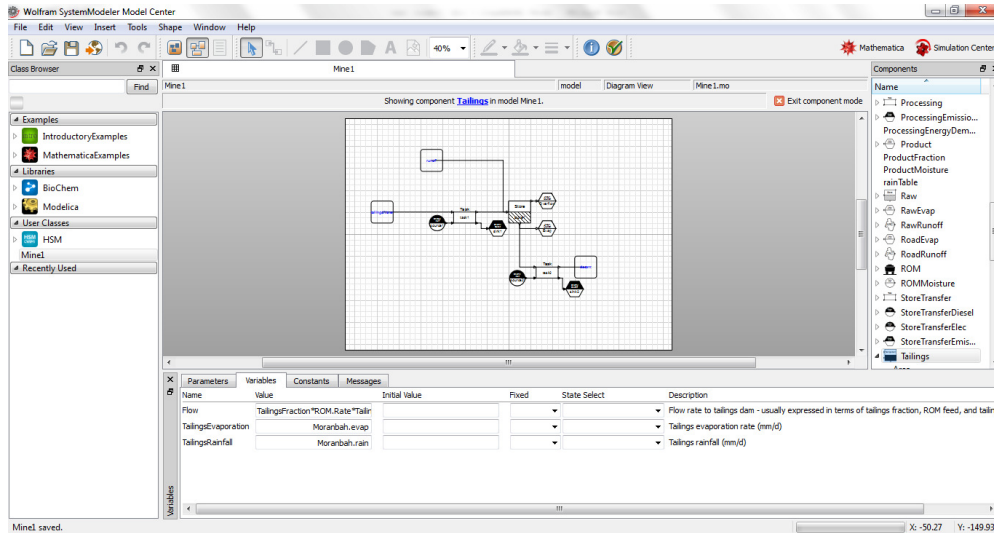 Wolfram SystemModeler Model Center
File Edit View Insert Tools Shape Window Help
40% Mathematica Simulation Center
Class Browser Mine1 Components
Find Mine1 model Diagram View Mine1.mo Name
Showing component Tailings in model Mine1. Exit component mode
Examples
IntroductoryExamples
MathematicaExamples
Libraries
BioChem
Modelica
User Classes
HSM
Mine1
Recently Used
Store
Task
Task
Processing
ProcessingEmissio...
ProcessingEnergyDem...
Product
ProductFraction
ProductMoisture
rainTable
Raw
RawEvap
RawRunoff
RoadEvap
RoadRunoff
ROM
ROMMoisture
StoreTransfer
StoreTransferDiesel
StoreTransferElec
StoreTransferEmis...
Tailings
Parameters Variables Constants Messages
Name Value Initial Value Fixed State Select Description
Flow TailingsFraction*ROM.Rate*Tailin Flow rate to tailings dam - usually expressed in terms of tailings fraction, ROM feed, and tailin
TailingsEvaporation Moranbah.evap Tailings evaporation rate (mm/d)
TailingsRainfall Moranbah.rain Tailings rainfall (mm/d)
Variables
Mine1 saved. X: -50.27 Y: -149.93